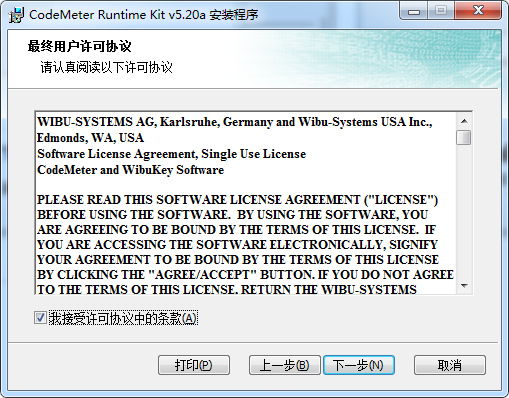 CodeMeter Runtime Kit v5.20a 安装程序
最终用户许可协议
请认真阅读以下许可协议
WIBU-SYSTEMS AG, Karlsruhe, Germany and Wibu-Systems USA Inc.,
Edmonds, WA, USA
Software License Agreement, Single Use License
CodeMeter and WibuKey Software
PLEASE READ THIS SOFTWARE LICENSE AGREEMENT ("LICENSE")
BEFORE USING THE SOFTWARE.  BY USING THE SOFTWARE, YOU
ARE AGREEING TO BE BOUND BY THE TERMS OF THIS LICENSE.  IF
YOU ARE ACCESSING THE SOFTWARE ELECTRONICALLY, SIGNIFY
YOUR AGREEMENT TO BE BOUND BY THE TERMS OF THIS LICENSE
BY CLICKING THE "AGREE/ACCEPT" BUTTON. IF YOU DO NOT AGREE
TO THE TERMS OF THIS LICENSE, RETURN THE WIBU-SYSTEMS
我接受许可协议中的条款(A)
打印(P) 上一步(B) 下一步(N) 取消